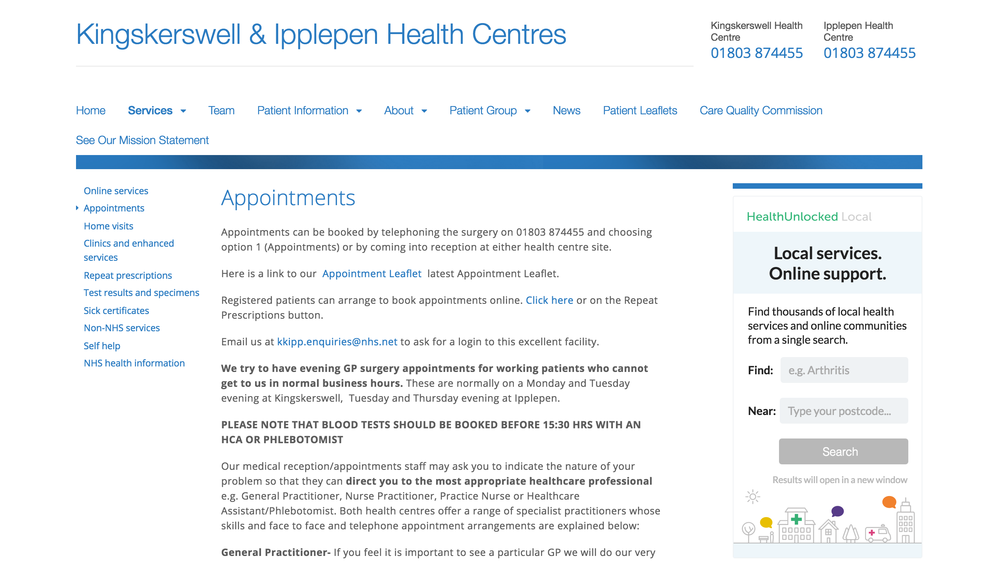 Kingskerswell & Ipplepen Health Centres
Kingskerswell Health
Centre
01803 874455
Ipplepen Health
Centre
01803 874455
Home Services Team Patient Information About Patient Group News Patient Leaflets Care Quality Commission
See Our Mission Statement
Online services
Appointments
Home visits
Clinics and enhanced
services
Repeat prescriptions
Test results and specimens
Sick certificates
Non-NHS services
Self help
NHS health information
Appointments
Appointments can be booked by telephoning the surgery on 01803 874455 and choosing
option 1 (Appointments) or by coming into reception at either health centre site.
Here is a link to our Appointment Leaflet latest Appointment Leaflet.
Registered patients can arrange to book appointments online. Click here or on the Repeat
Prescriptions button.
Email us at kkipp.enquiries@nhs.net to ask for a login to this excellent facility.
We try to have evening GP surgery appointments for working patients who cannot
get to us in normal business hours. These are normally on a Monday and Tuesday
evening at Kingskerswell, Tuesday and Thursday evening at Ipplepen.
PLEASE NOTE THAT BLOOD TESTS SHOULD BE BOOKED BEFORE 15:30 HRS WITH AN
HCA OR PHLEBOTOMIST
Our medical reception/appointments staff may ask you to indicate the nature of your
problem so that they can direct you to the most appropriate healthcare professional
e.g. General Practitioner, Nurse Practitioner, Practice Nurse or Healthcare
Assistant/Phlebotomist. Both health centres offer a range of specialist practitioners whose
skills and face to face and telephone appointment arrangements are explained below:
General Practitioner- If you feel it is important to see a particular GP we will do our very
HealthUnlocked Local
Local services.
Online support.
Find thousands of local health
services and online communities
from a single search.
Find: e.g. Arthritis
Near: Type your postcode...
Search
Results will open in a new window